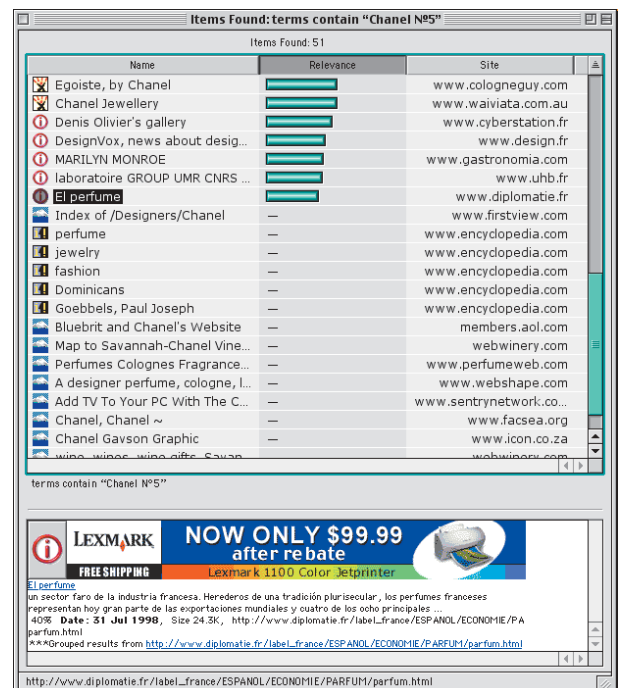 Items Found: terms contain “Chanel Nº5”
Items Found: 51
Name Relevance Site
Egoiste, by Chanel www.cologneguy.com
Chanel Jewellery www.waiviata.com.au
Denis Olivier's gallery www.cyberstation.fr
DesignVox, news about desig... www.design.fr
MARILYN MONROE www.gastronomia.com
laboratoire GROUP UMR CNRS ... www.uhb.fr
El perfume www.diplomatie.fr
Index of /Designers/Chanel — www.firstview.com
perfume — www.encyclopedia.com
jewelry — www.encyclopedia.com
fashion — www.encyclopedia.com
Dominicans — www.encyclopedia.com
Goebbels, Paul Joseph — www.encyclopedia.com
Bluebrit and Chanel's Website — members.aol.com
Map to Savannah-Chanel Vine... — webwinery.com
Perfumes Colognes Fragrance... — www.perfumeweb.com
A designer perfume, cologne, l... — www.webshape.com
Add TV To Your PC With The C... — www.sentrynetwork.co...
Chanel, Chanel ~ — www.facsea.org
Chanel Gavson Graphic — www.icon.co.za
wine, wines, wine gifts, Savan... — webwinery.com
terms contain “Chanel Nº5”
LEXMARK
FREE SHIPPING
NOW ONLY $99.99
after rebate
Lexmark 1100 Color Jetprinter
El perfume
un sector faro de la industria francesa. Herederos de una tradición plurisecular, los perfumes franceses
representan hoy gran parte de las exportaciones mundiales y cuatro de los ocho principales ...
40% Date: 31 Jul 1998, Size 24.3K, http://www.diplomatie.fr/label_france/ESPANOL/ECONOMIE/PA
parfum.html
***Grouped results from http://www.diplomatie.fr/label_france/ESPANOL/ECONOMIE/PARFUM/parfum.html
http://www.diplomatie.fr/label_france/ESPANOL/ECONOMIE/PARFUM/parfum.html